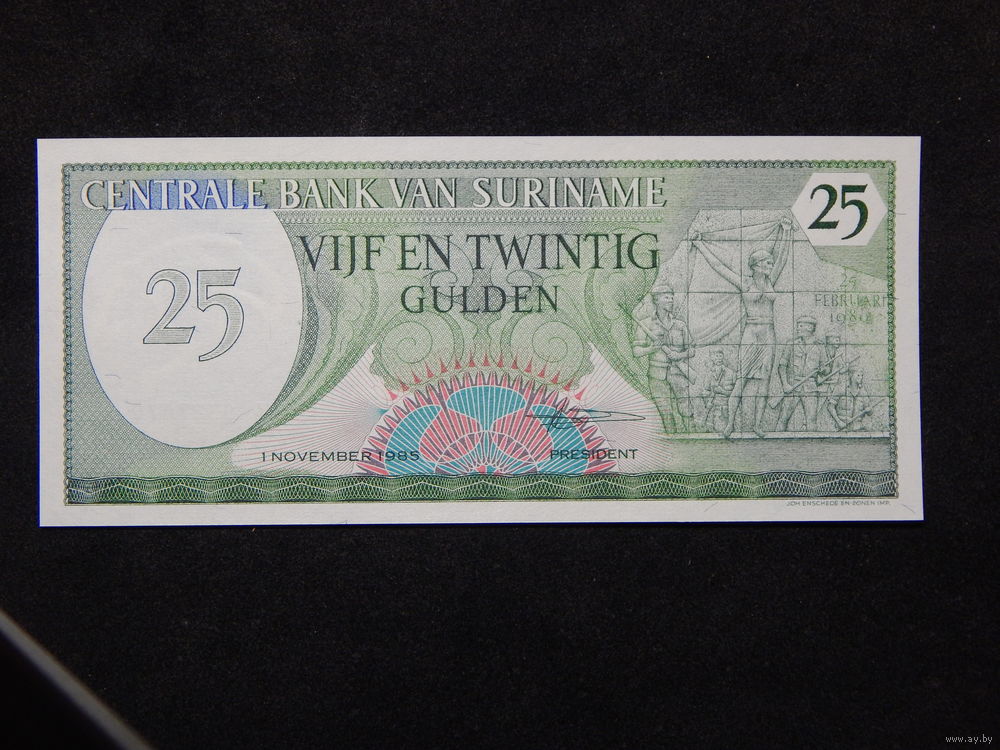 CENTRALE BANK VAN SURINAME
25
VIJF EN TWINTIG
GULDEN
25
25
FEBRUARI
1980
1 NOVEMBER 1985
PRESIDENT
JOH. ENSCHEDE EN ZONEN IMP.
www.ay.by